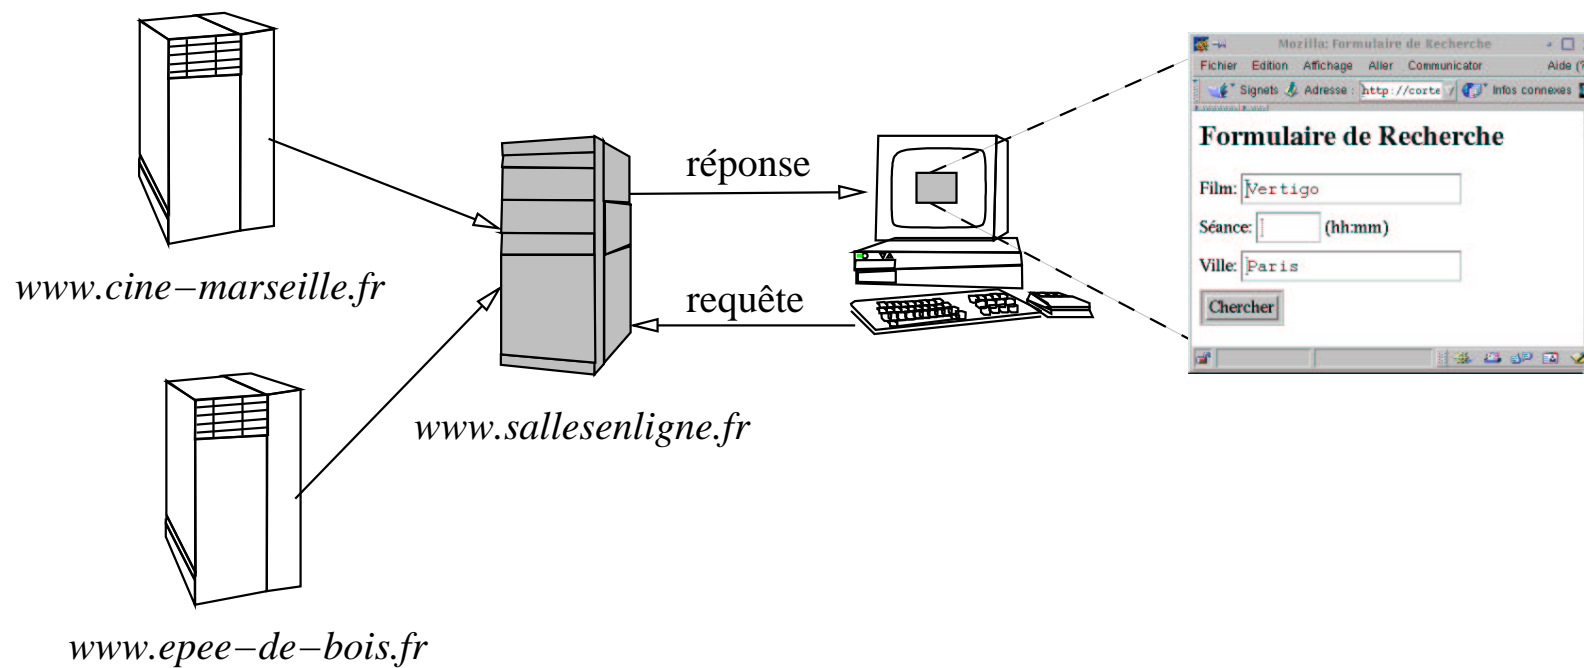 www.cine−marseille.fr
www.epee−de−bois.fr
www.sallesenligne.fr
réponse
requête
Mozilla: Formulaire de Recherche
Fichier Edition Affichage Aller Communicator Aide (?
Signets Adresse : http://corte Infos connexes
Formulaire de Recherche
Film: Vertigo
Séance: (hh:mm)
Ville: Paris
Chercher